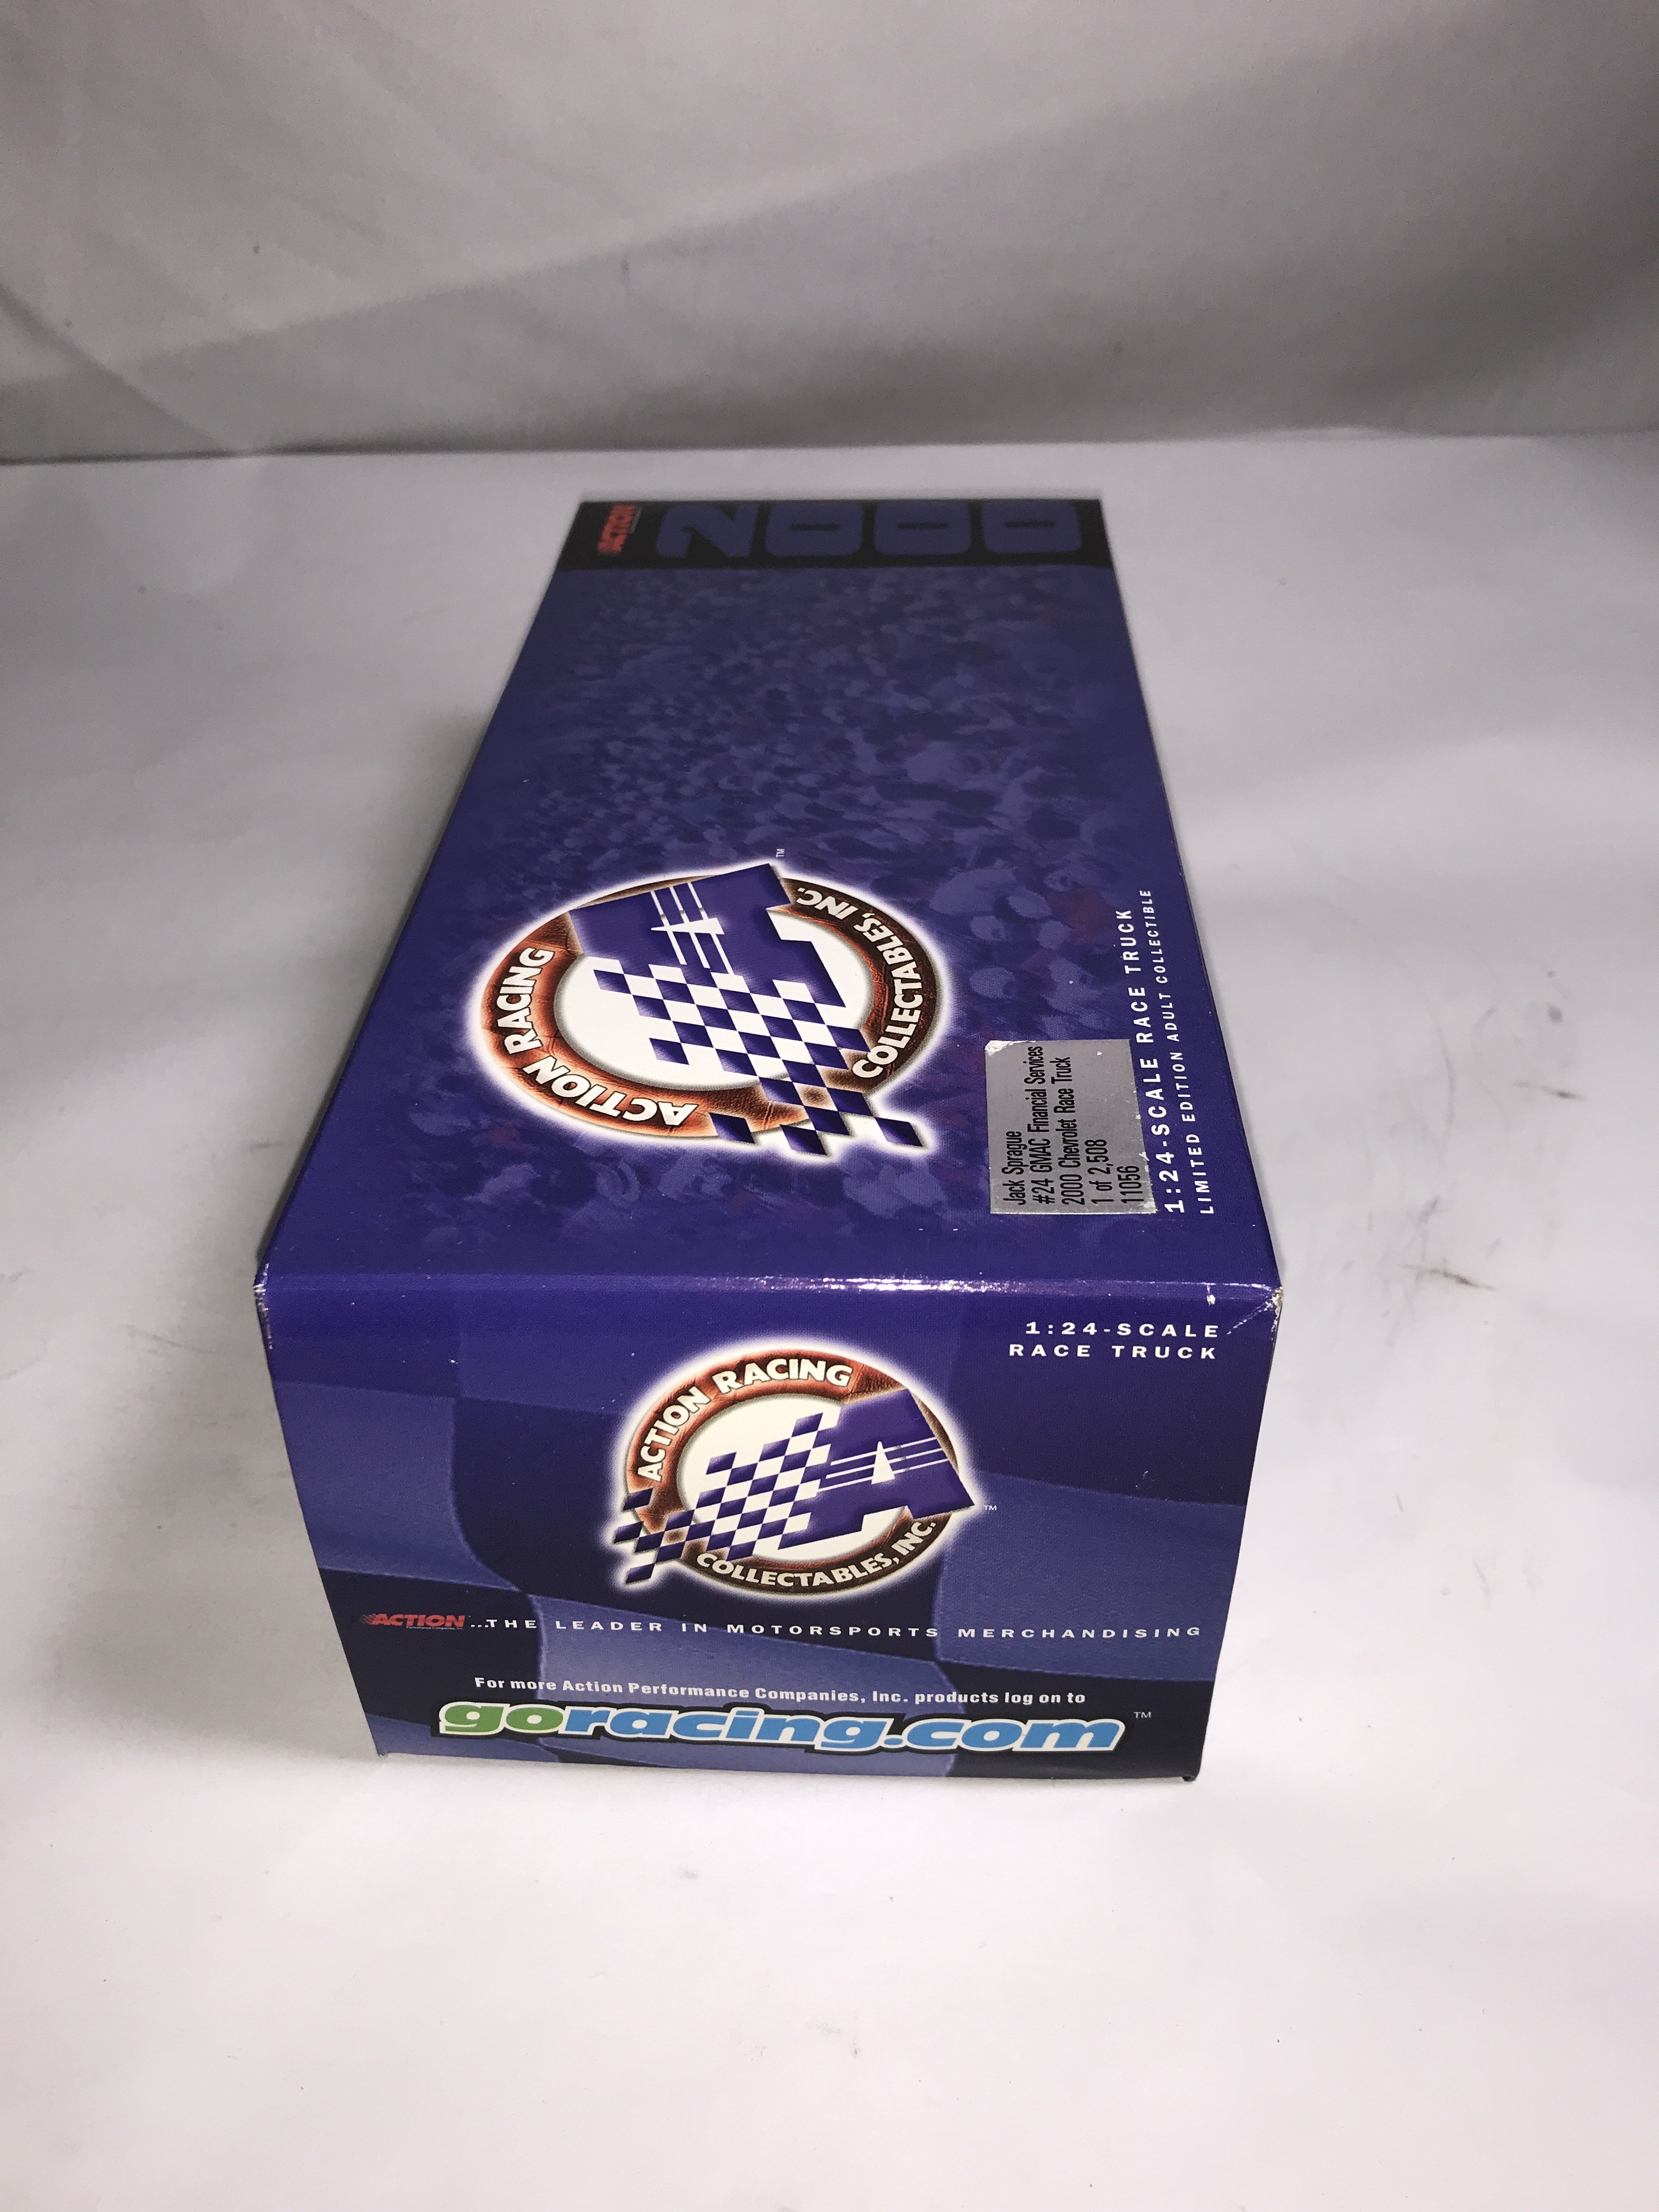 ACTION
2000
ACTION RACING
COLLECTABLES, INC.
TM
Jack Sprague
#24 GMAC Financial Services
2000 Chevrolet Race Truck
1 of 2,508
11056
1:24-SCALE RACE TRUCK
LIMITED EDITION ADULT COLLECTIBLE
1:24-SCALE
RACE TRUCK
ACTION RACING
COLLECTABLES, INC.
TM
ACTION ...THE LEADER IN MOTORSPORTS MERCHANDISING
For more Action Performance Companies, Inc. products log on to
goracing.com TM